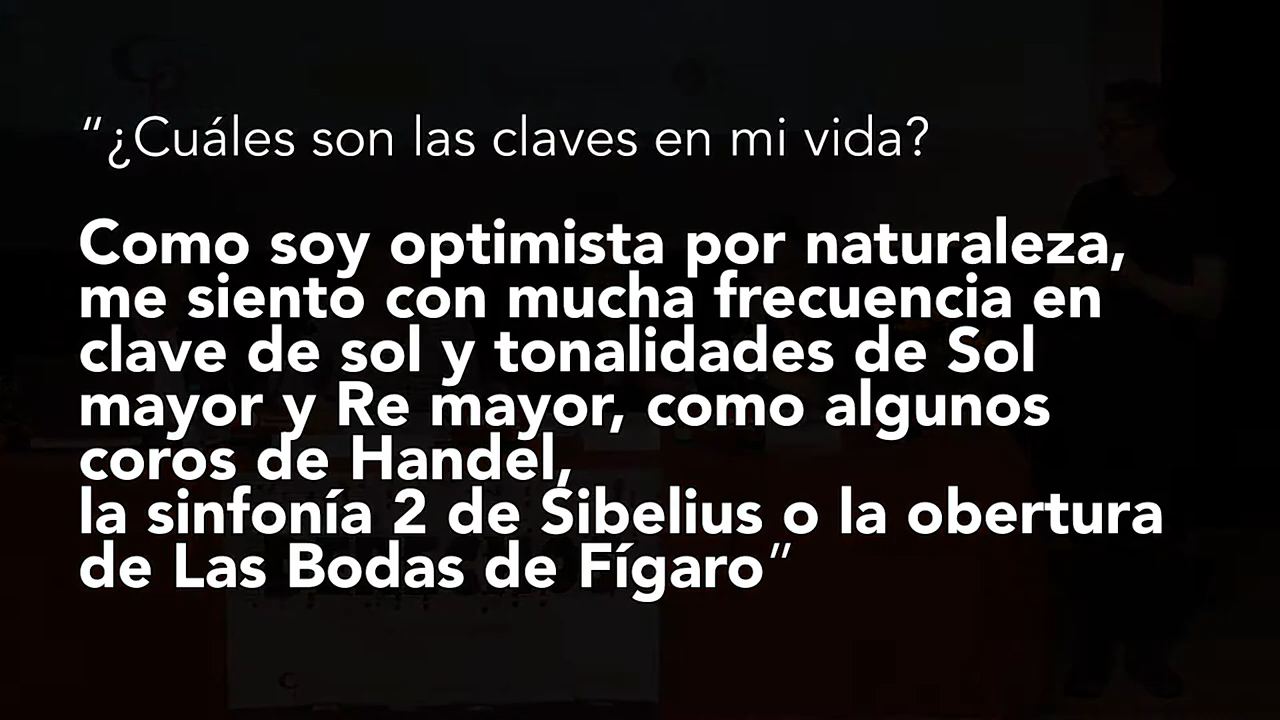 “¿Cuáles son las claves en mi vida?
Como soy optimista por naturaleza,
me siento con mucha frecuencia en
clave de sol y tonalidades de Sol
mayor y Re mayor, como algunos
coros de Handel,
la sinfonía 2 de Sibelius o la obertura
de Las Bodas de Fígaro”